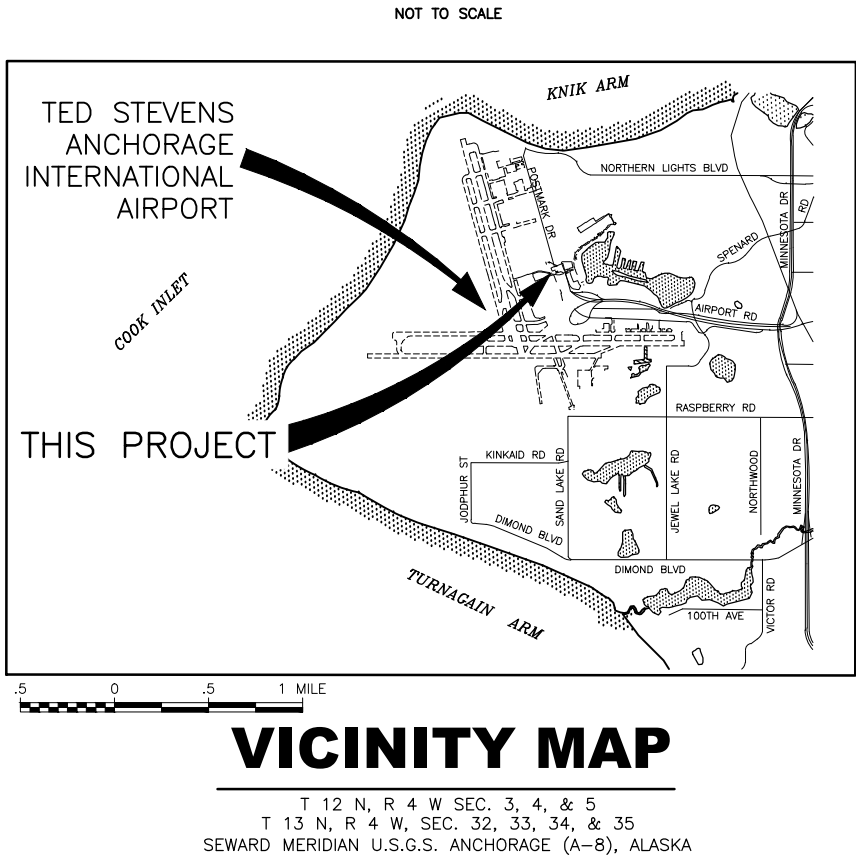 NOT TO SCALE
KNIK ARM
TED STEVENS
ANCHORAGE
INTERNATIONAL
AIRPORT
NORTHERN LIGHTS BLVD
POSTMARK DR
MINNESOTA DR
RD
SPENARD
COOK INLET
AIRPORT RD
RASPBERRY RD
THIS PROJECT
KINKAID RD
JODPHUR ST
SAND LAKE RD
JEWEL LAKE RD
NORTHWOOD
MINNESOTA DR
DIMOND BLVD
DIMOND BLVD
TURNAGAIN ARM
100TH AVE
VICTOR RD
.5 0 .5 1 MILE
VICINITY MAP
T 12 N, R 4 W SEC. 3, 4, & 5
T 13 N, R 4 W, SEC. 32, 33, 34, & 35
SEWARD MERIDIAN U.S.G.S. ANCHORAGE (A-8), ALASKA